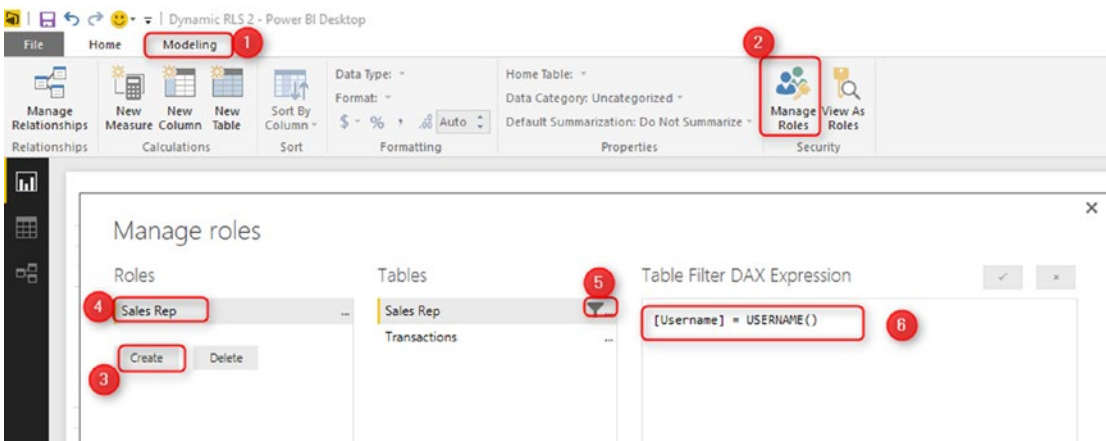 Dynamic RLS 2 - Power BI Desktop
File Home Modeling 1 2
Manage Relationships
New Measure
New Column
New Table
Sort By Column
Data Type:
Format:
$ % , .00 Auto
Home Table:
Data Category: Uncategorized
Default Summarization: Do Not Summarize
Manage Roles
View As Roles
Relationships Calculations Sort Formatting Properties Security
Manage roles
Roles Tables 5 Table Filter DAX Expression
4 Sales Rep ... Sales Rep ...
[Username] = USERNAME() 6
Transactions ...
Create Delete
3